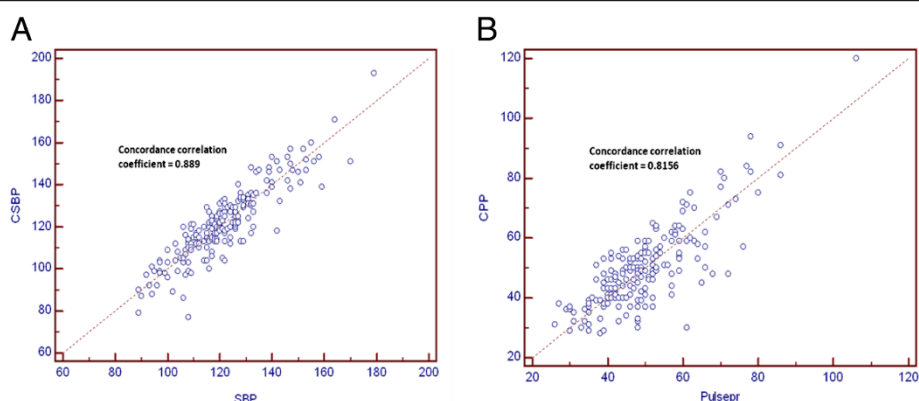 A
B
200
180
160
140
120
100
80
60
CSBP
Concordance correlation
coefficient = 0.889
60 80 100 120 140 160 180 200
SBP
120
100
80
60
40
20
CPP
Concordance correlation
coefficient = 0.8156
20 40 60 80 100 120
Pulsepr